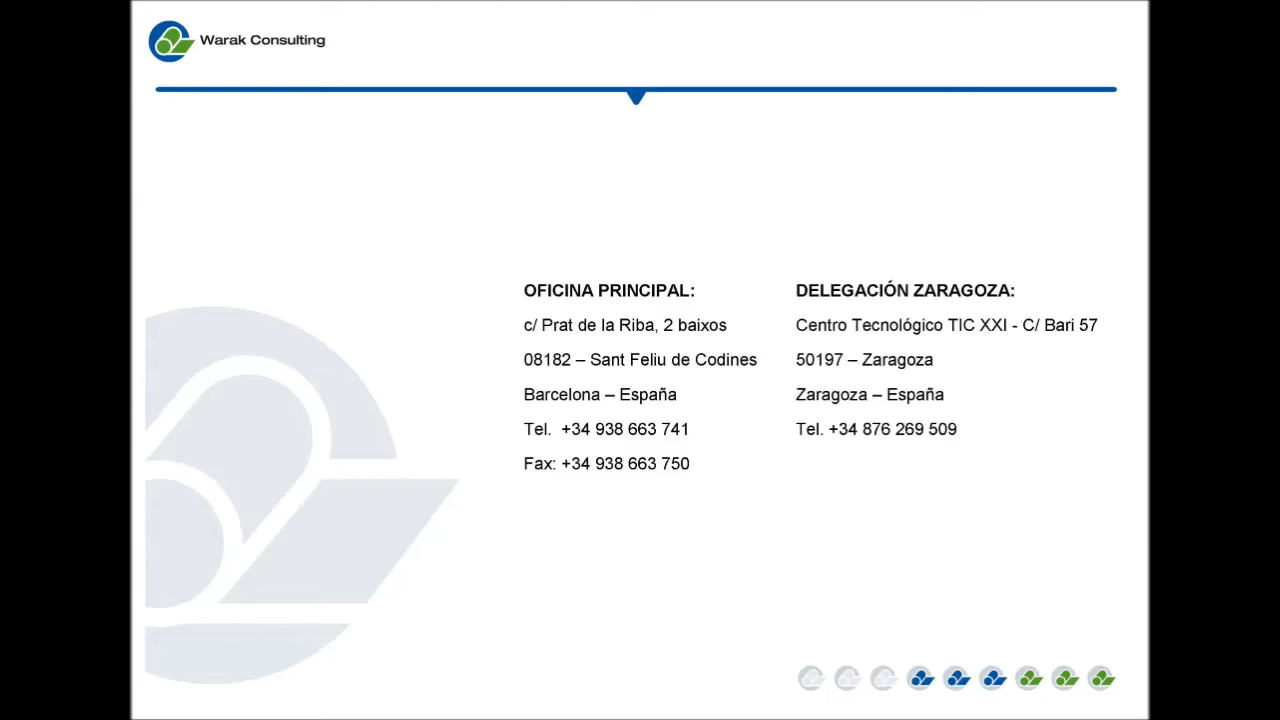 Warak Consulting
OFICINA PRINCIPAL:
c/ Prat de la Riba, 2 baixos
08182 – Sant Feliu de Codines
Barcelona – España
Tel.  +34 938 663 741
Fax: +34 938 663 750
DELEGACIÓN ZARAGOZA:
Centro Tecnológico TIC XXI - C/ Bari 57
50197 – Zaragoza
Zaragoza – España
Tel. +34 876 269 509